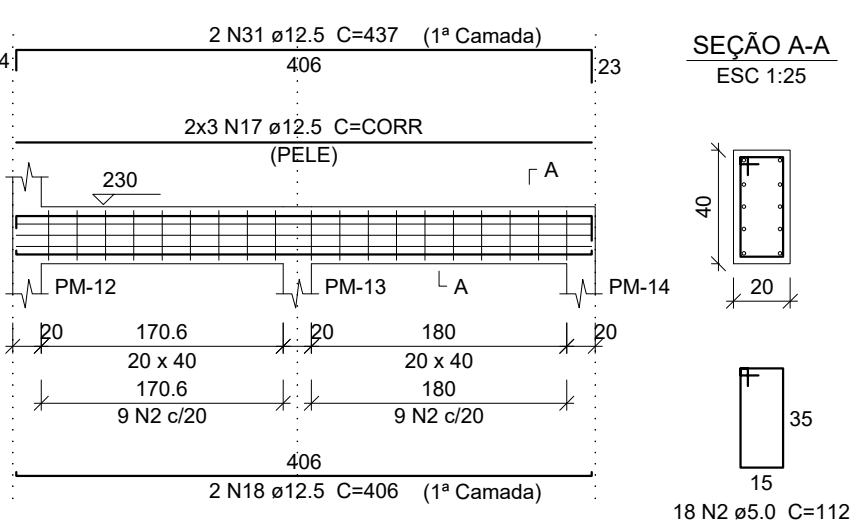 2 N31 ø12.5 C=437 (1ª Camada)
4 406 23
2x3 N17 ø12.5 C=CORR
(PELE)
A
230
PM-12 PM-13 A PM-14
20 170.6 20 180 20
20 x 40 20 x 40
170.6 180
9 N2 c/20 9 N2 c/20
406
2 N18 ø12.5 C=406 (1ª Camada)
SEÇÃO A-A
ESC 1:25
40
20
35
15
18 N2 ø5.0 C=112